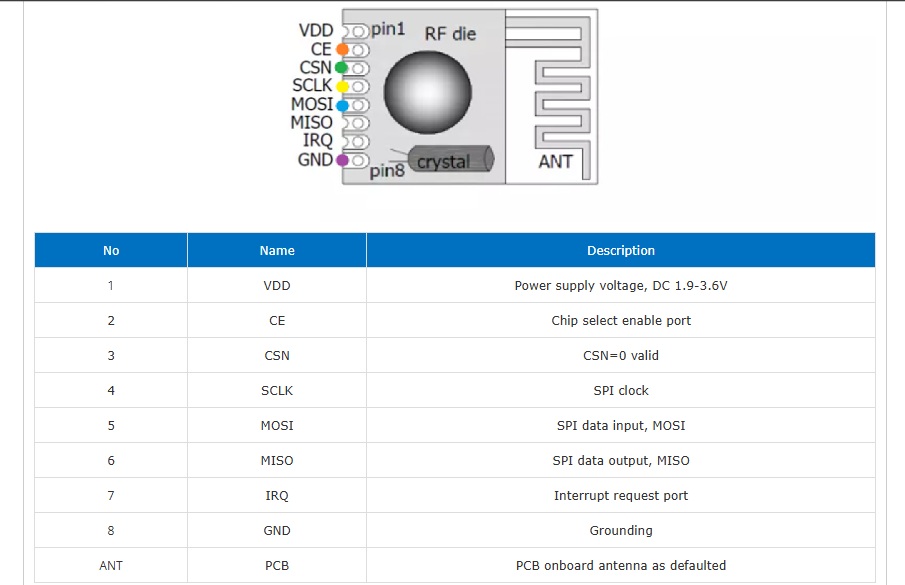 VDD pin1 RF die
CE
CSN
SCLK
MOSI
MISO
IRQ
GND
pin8 crystal ANT
No Name Description
1 VDD Power supply voltage, DC 1.9-3.6V
2 CE Chip select enable port
3 CSN CSN=0 valid
4 SCLK SPI clock
5 MOSI SPI data input, MOSI
6 MISO SPI data output, MISO
7 IRQ Interrupt request port
8 GND Grounding
ANT PCB PCB onboard antenna as defaulted